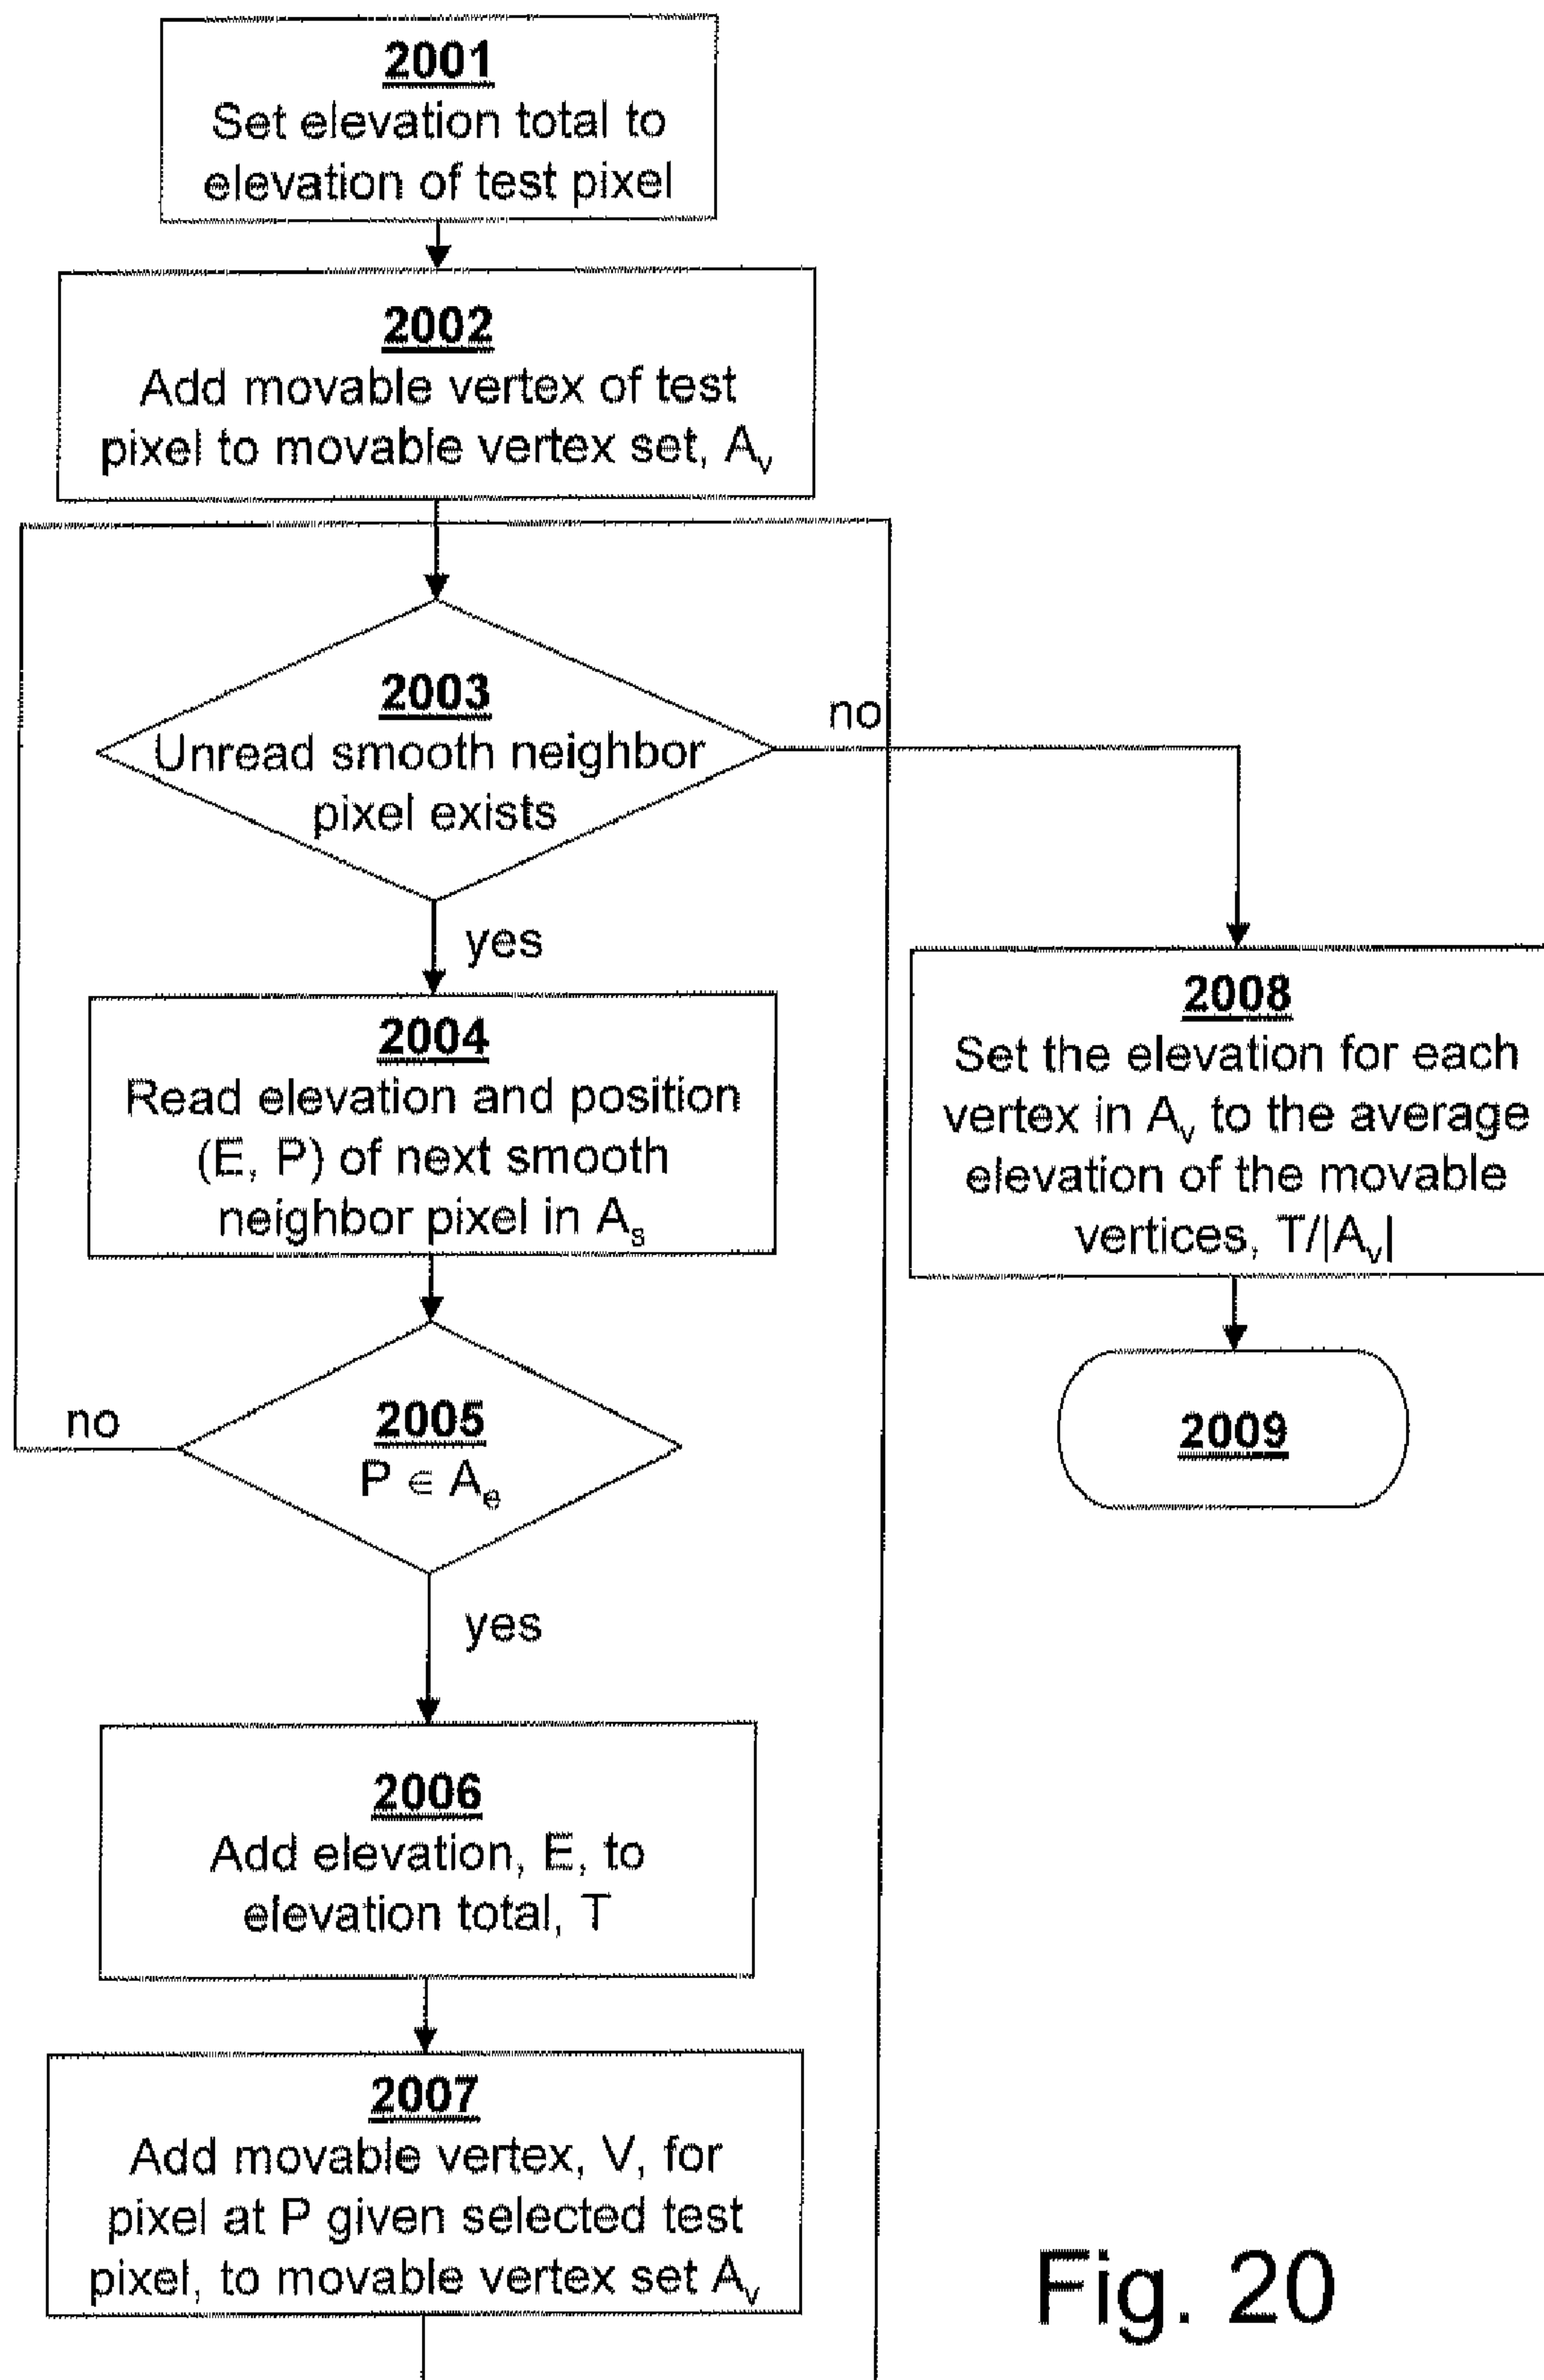 2001
Set elevation total to
elevation of test pixel
2002
Add movable vertex of test
pixel to movable vertex set, Aᵥ
2003
Unread smooth neighbor
pixel exists
no
yes
2004
Read elevation and position
(E, P) of next smooth
neighbor pixel in Aₛ
2008
Set the elevation for each
vertex in Aᵥ to the average
elevation of the movable
vertices, T/|Aᵥ|
2005
P ∈ Aₑ
no
yes
2009
2006
Add elevation, E, to
elevation total, T
2007
Add movable vertex, V, for
pixel at P given selected test
pixel, to movable vertex set Aᵥ
Fig. 20